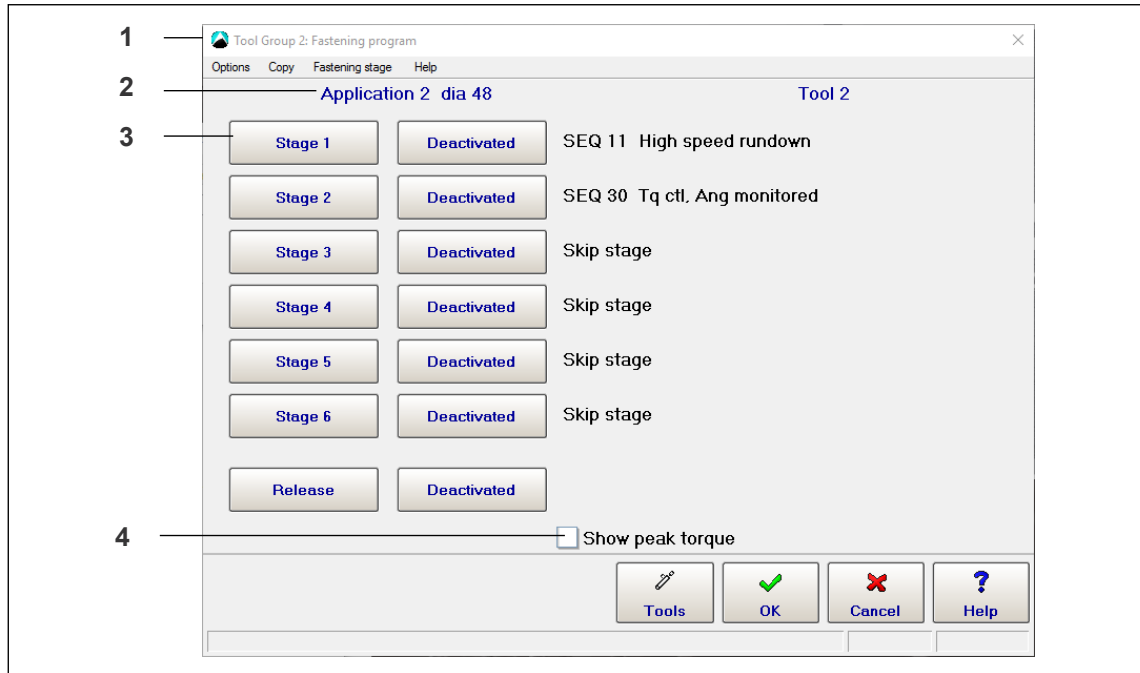 1
Tool Group 2: Fastening program
Options Copy Fastening stage Help
2
Application 2 dia 48 Tool 2
3
Stage 1 Deactivated SEQ 11 High speed rundown
Stage 2 Deactivated SEQ 30 Tq ctl, Ang monitored
Stage 3 Deactivated Skip stage
Stage 4 Deactivated Skip stage
Stage 5 Deactivated Skip stage
Stage 6 Deactivated Skip stage
Release Deactivated
4
Show peak torque
Tools OK Cancel Help